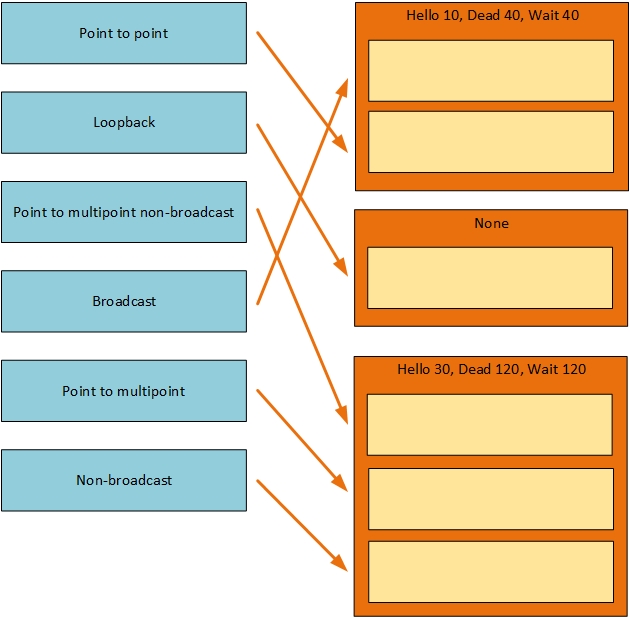 Point to point
Loopback
Point to multipoint non-broadcast
Broadcast
Point to multipoint
Non-broadcast
Hello 10, Dead 40, Wait 40
None
Hello 30, Dead 120, Wait 120